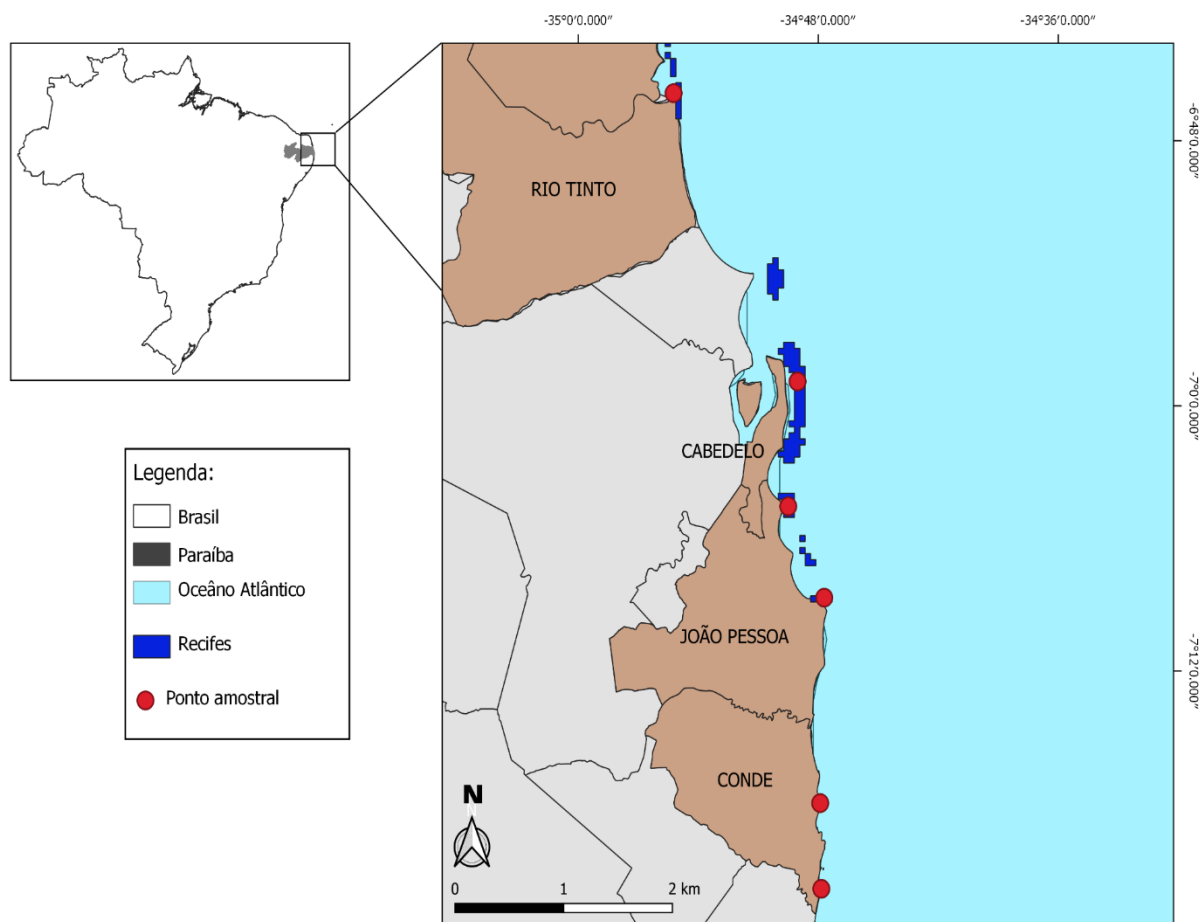 -35°0'0.000"
-34°48'0.000"
-34°36'0.000"
-6°48'0.000"
RIO TINTO
-7°0'0.000"
CABEDELO
Legenda:
Brasil
Paraíba
Oceâno Atlântico
Recifes
Ponto amostral
JOÃO PESSOA
-7°12'0.000"
CONDE
N
0
1
2 km